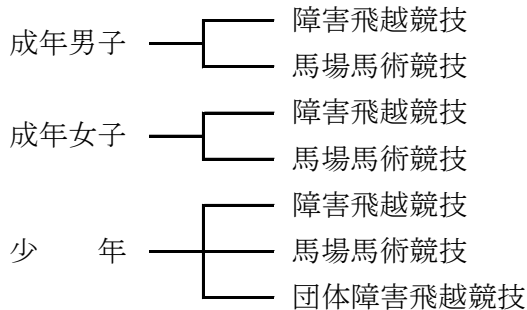 成年男子
障害飛越競技
馬場馬術競技
成年女子
障害飛越競技
馬場馬術競技
少　年
障害飛越競技
馬場馬術競技
団体障害飛越競技